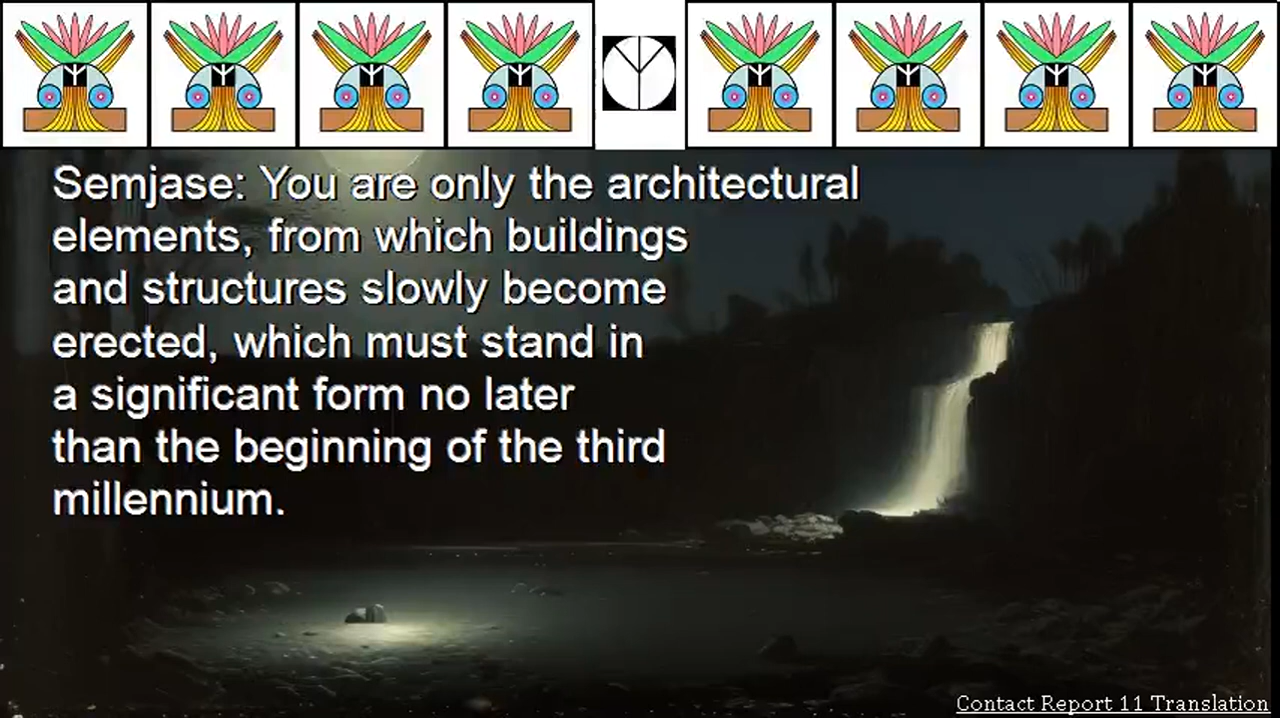 Semjase: You are only the architectural
elements, from which buildings
and structures slowly become
erected, which must stand in
a significant form no later
than the beginning of the third
millennium.
Contact Report 11 Translation